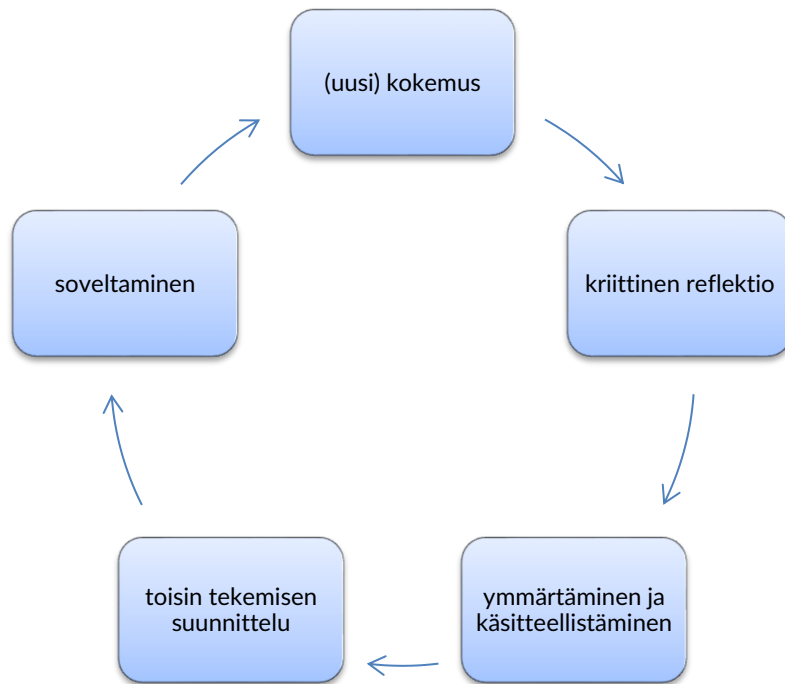 (uusi) kokemus
kriittinen reflektio
ymmärtäminen ja
käsitteellistäminen
toisin tekemisen
suunnittelu
soveltaminen